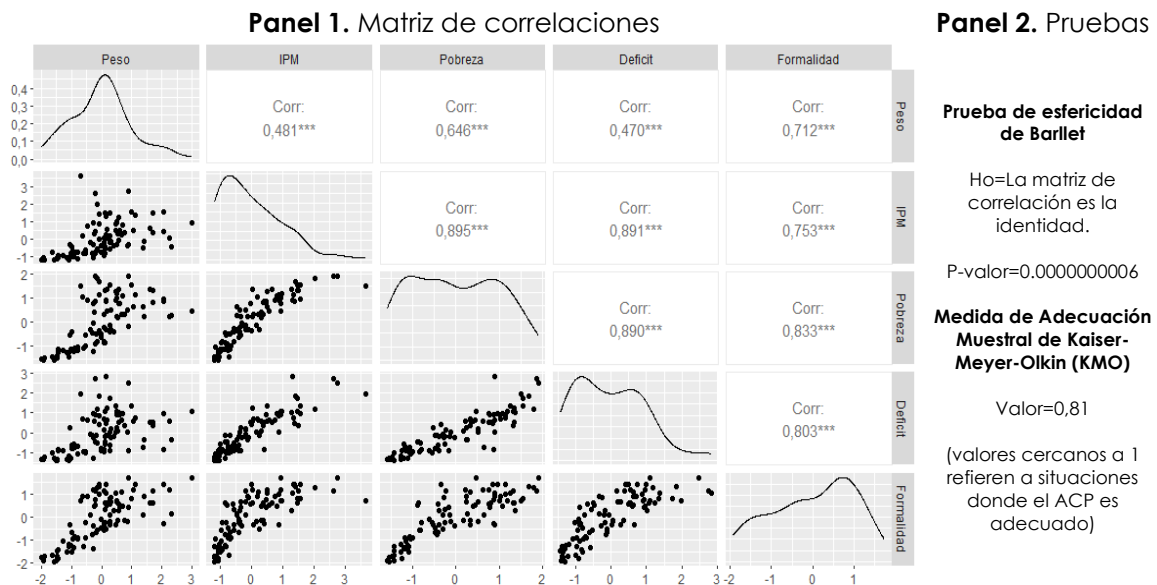 Panel 1. Matriz de correlaciones
Peso
IPM
Pobreza
Deficit
Formalidad
0,4
0,3
0,2
0,1
0,0
Corr:
0,481***
Corr:
0,646***
Corr:
0,470***
Corr:
0,712***
Peso
3
2
1
0
-1
Corr:
0,895***
Corr:
0,891***
Corr:
0,753***
IPM
2
1
0
-1
Corr:
0,890***
Corr:
0,833***
Pobreza
3
2
1
0
-1
Corr:
0,803***
Deficit
1
0
-1
-2
Formalidad
-2 -1 0 1 2 3
-1 0 1 2 3
-1 0 1 2
-1 0 1 2 3
-2 -1 0 1
Panel 2. Pruebas
Prueba de esfericidad
de Barllet
Ho=La matriz de
correlación es la
identidad.
P-valor=0.0000000006
Medida de Adecuación
Muestral de Kaiser-
Meyer-Olkin (KMO)
Valor=0,81
(valores cercanos a 1
refieren a situaciones
donde el ACP es
adecuado)